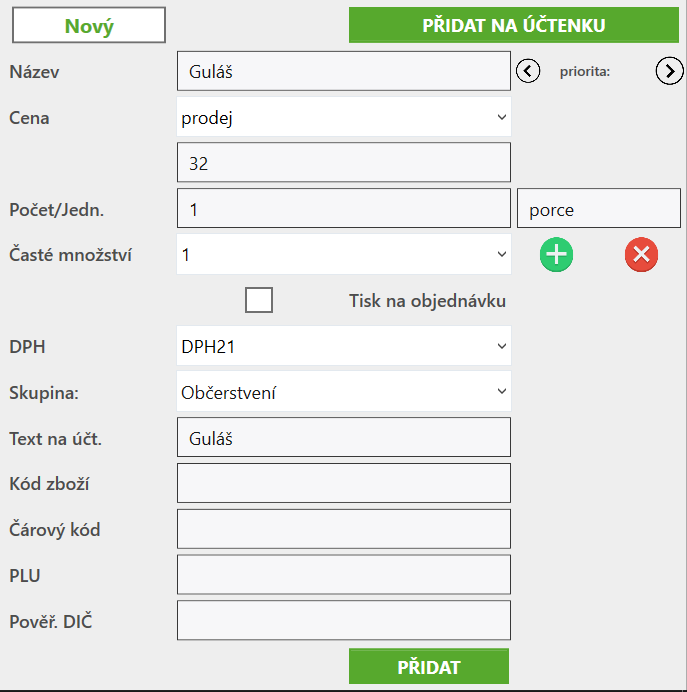 Nový PŘIDAT NA ÚČTENKU
Název Guláš priorita:
Cena prodej
32
Počet/Jedn. 1 porce
Časté množství 1
Tisk na objednávku
DPH DPH21
Skupina: Občerstvení
Text na účt. Guláš
Kód zboží
Čárový kód
PLU
Pověř. DIČ
PŘIDAT